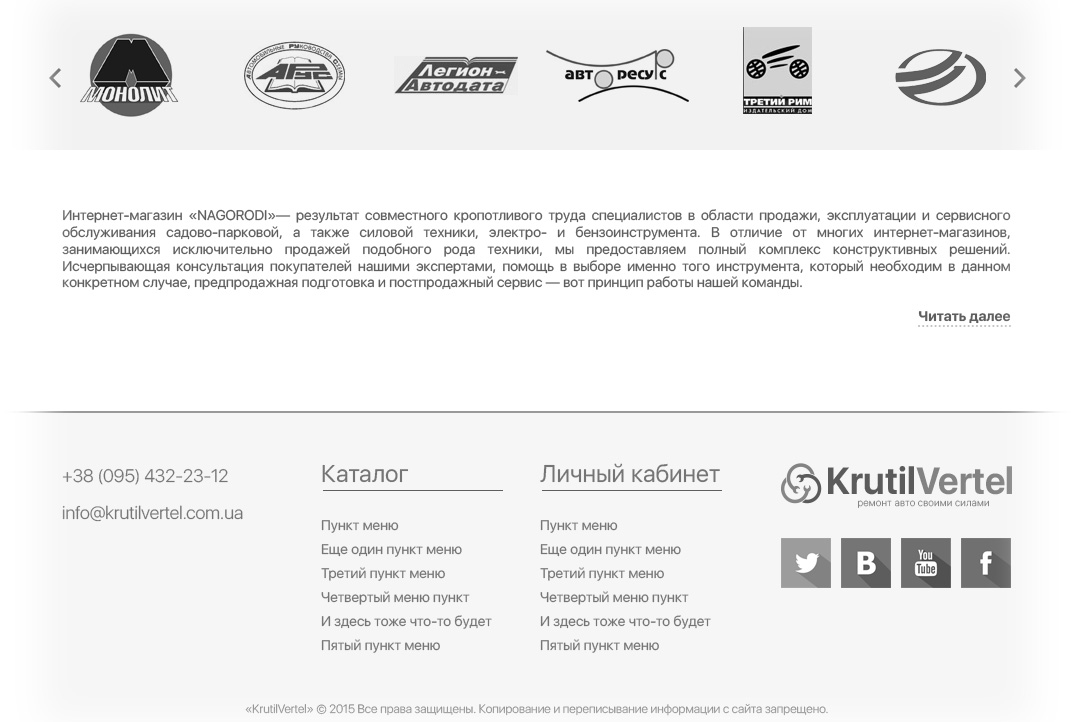 МОНОЛИТ
АВТОМОБИЛЬНЫЕ РУКОВОДСТВА
Легион-
Автодата
авторесурс
ТРЕТИЙ РИМ
ИЗДАТЕЛЬСКИЙ ДОМ
Интернет-магазин «NAGORODI»— результат совместного кропотливого труда специалистов в области продажи, эксплуатации и сервисного
обслуживания садово-парковой, а также силовой техники, электро- и бензоинструмента. В отличие от многих интернет-магазинов,
занимающихся исключительно продажей подобного рода техники, мы предоставляем полный комплекс конструктивных решений.
Исчерпывающая консультация покупателей нашими экспертами, помощь в выборе именно того инструмента, который необходим в данном
конкретном случае, предпродажная подготовка и постпродажный сервис — вот принцип работы нашей команды.
Читать далее
+38 (095) 432-23-12
info@krutilvertel.com.ua
Каталог
Пункт меню
Еще один пункт меню
Третий пункт меню
Четвертый меню пункт
И здесь тоже что-то будет
Пятый пункт меню
Личный кабинет
Пункт меню
Еще один пункт меню
Третий пункт меню
Четвертый меню пункт
И здесь тоже что-то будет
Пятый пункт меню
KrutilVertel
ремонт авто своими силами
B
You
Tube
f
«KrutilVertel» © 2015 Все права защищены. Копирование и переписывание информации с сайта запрещено.